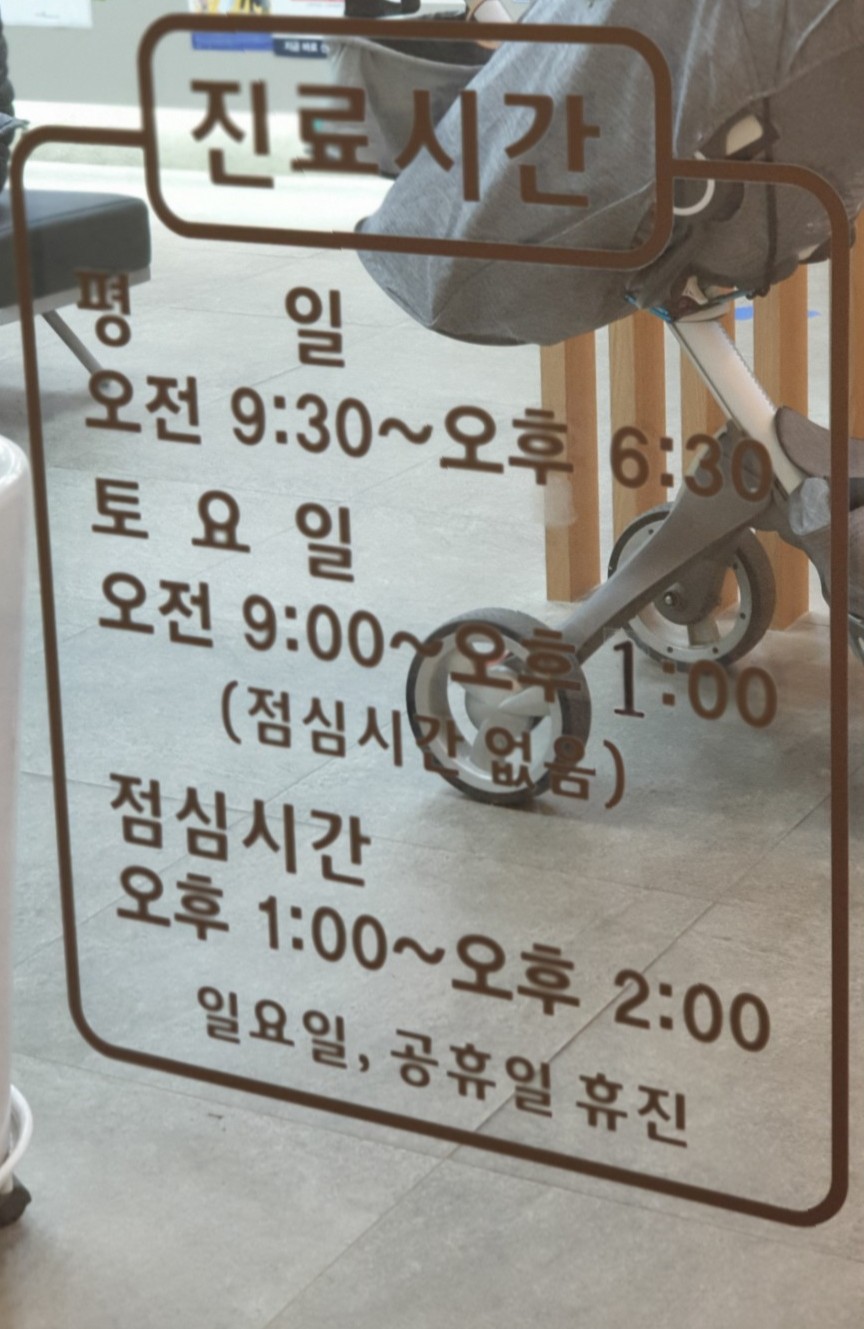 진료시간
평 일
오전 9:30~오후 6:30
토 요 일
오전 9:00~오후 1:00
(점심시간 없음)
점심시간
오후 1:00~오후 2:00
일요일, 공휴일 휴진